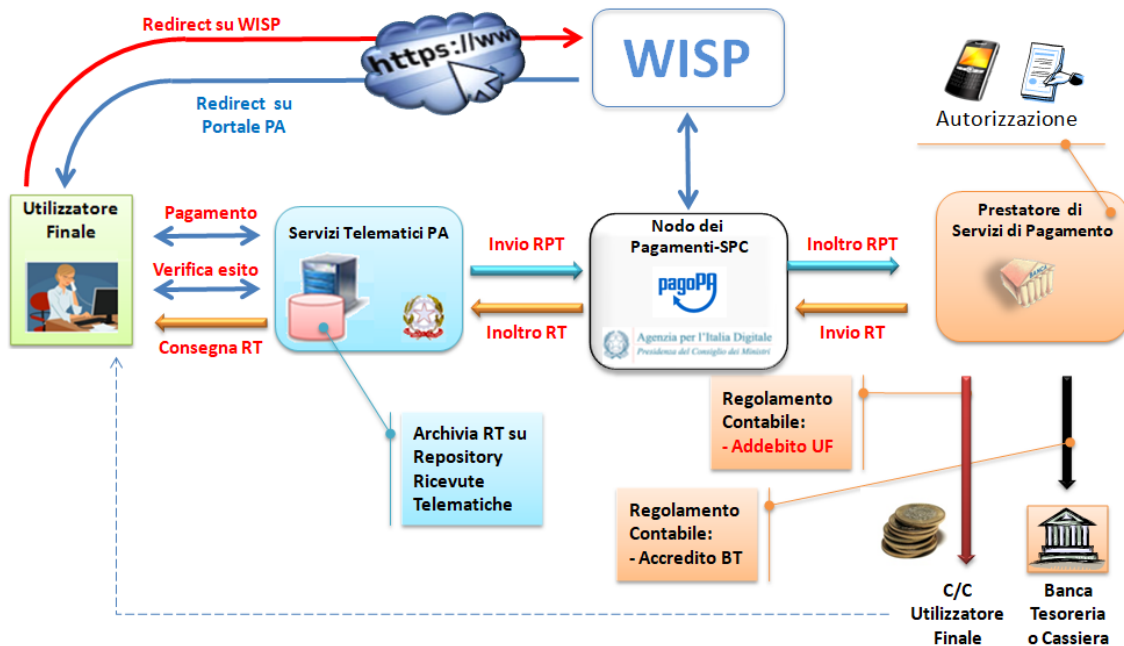 Redirect su WISP
https://ww
WISP
Redirect su
Portale PA
Autorizzazione
Utilizzatore
Finale
Pagamento
Verifica esito
Consegna RT
Servizi Telematici PA
Invio RPT
Inoltro RT
Nodo dei
Pagamenti-SPC
pagoPA
Agenzia per l'Italia Digitale
Presidenza del Consiglio dei Ministri
Inoltro RPT
Invio RT
Prestatore di
Servizi di Pagamento
BANCA
Archivia RT su
Repository
Ricevute
Telematiche
Regolamento
Contabile:
- Addebito UF
Regolamento
Contabile:
- Accredito BT
C/C
Utilizzatore
Finale
Banca
Tesoreria
o Cassiera